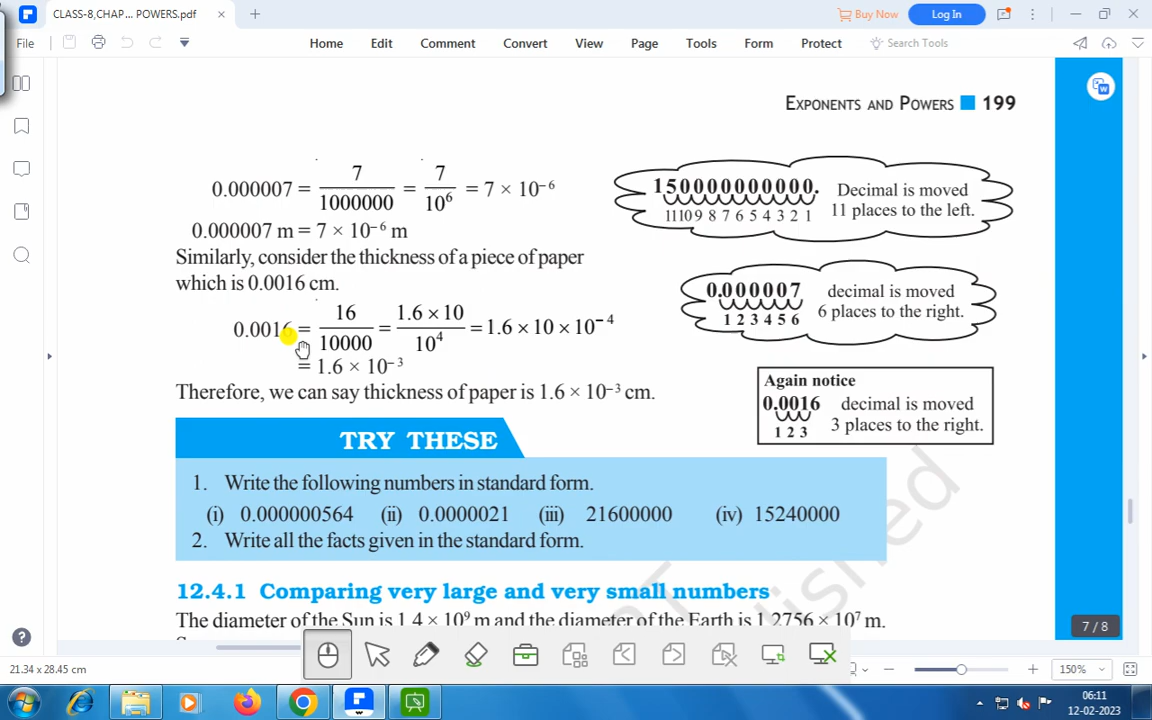 CLASS-8,CHAP... POWERS.pdf
Buy Now
Log In
File
Home
Edit
Comment
Convert
View
Page
Tools
Form
Protect
Search Tools
EXPONENTS AND POWERS 199
0.000007 = 7/1000000 = 7/10⁶ = 7 × 10⁻⁶
0.000007 m = 7 × 10⁻⁶ m
Similarly, consider the thickness of a piece of paper
which is 0.0016 cm.
0.0016 = 16/10000 = 1.6 × 10/10⁴ = 1.6 × 10 × 10⁻⁴
= 1.6 × 10⁻³
Therefore, we can say thickness of paper is 1.6 × 10⁻³ cm.
150000000000. Decimal is moved
11 10 9 8 7 6 5 4 3 2 1 11 places to the left.
0.000007 decimal is moved
1 2 3 4 5 6 6 places to the right.
Again notice
0.0016 decimal is moved
1 2 3 3 places to the right.
TRY THESE
1. Write the following numbers in standard form.
(i) 0.000000564 (ii) 0.0000021 (iii) 21600000 (iv) 15240000
2. Write all the facts given in the standard form.
12.4.1 Comparing very large and very small numbers
The diameter of the Sun is 1.4 × 10⁹ m and the diameter of the Earth is 1.2756 × 10⁷ m.
7 / 8
21.34 x 28.45 cm
150%
06:11
12-02-2023